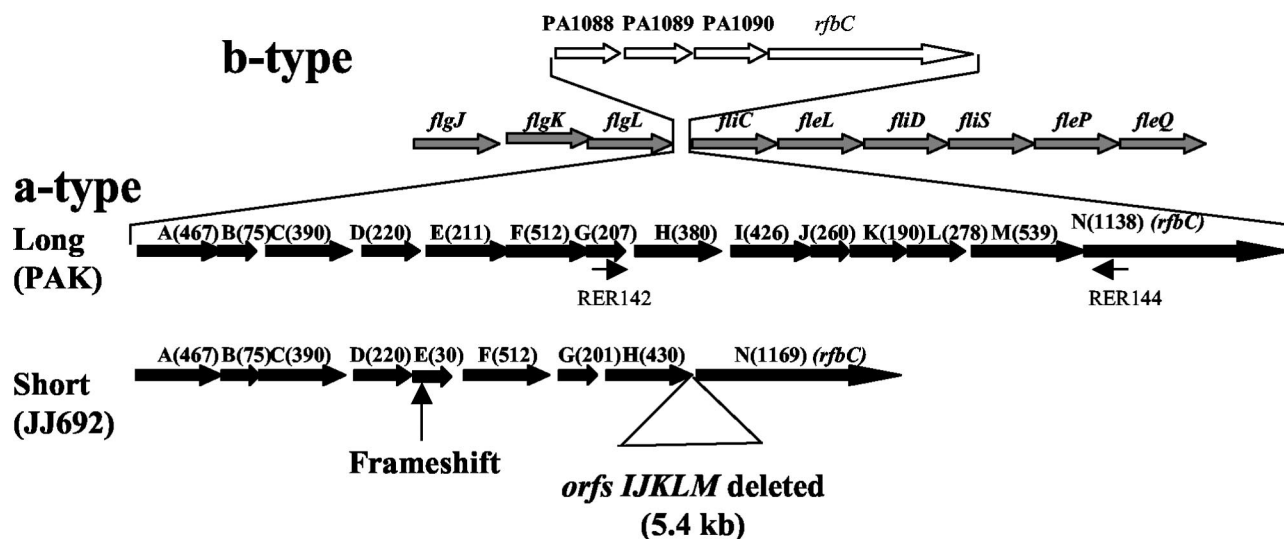 PA1088 PA1089 PA1090 rfbC
b-type
flgJ flgK flgL fliC fleL fliD fliS fleP fleQ
a-type
Long
(PAK)
A(467) B(75) C(390) D(220) E(211) F(512) G(207) H(380) I(426) J(260) K(190) L(278) M(539) N(1138) (rfbC)
RER142 RER144
Short
(JJ692)
A(467) B(75) C(390) D(220) E(30) F(512) G(201) H(430) N(1169) (rfbC)
Frameshift
orfs IJKLM deleted
(5.4 kb)